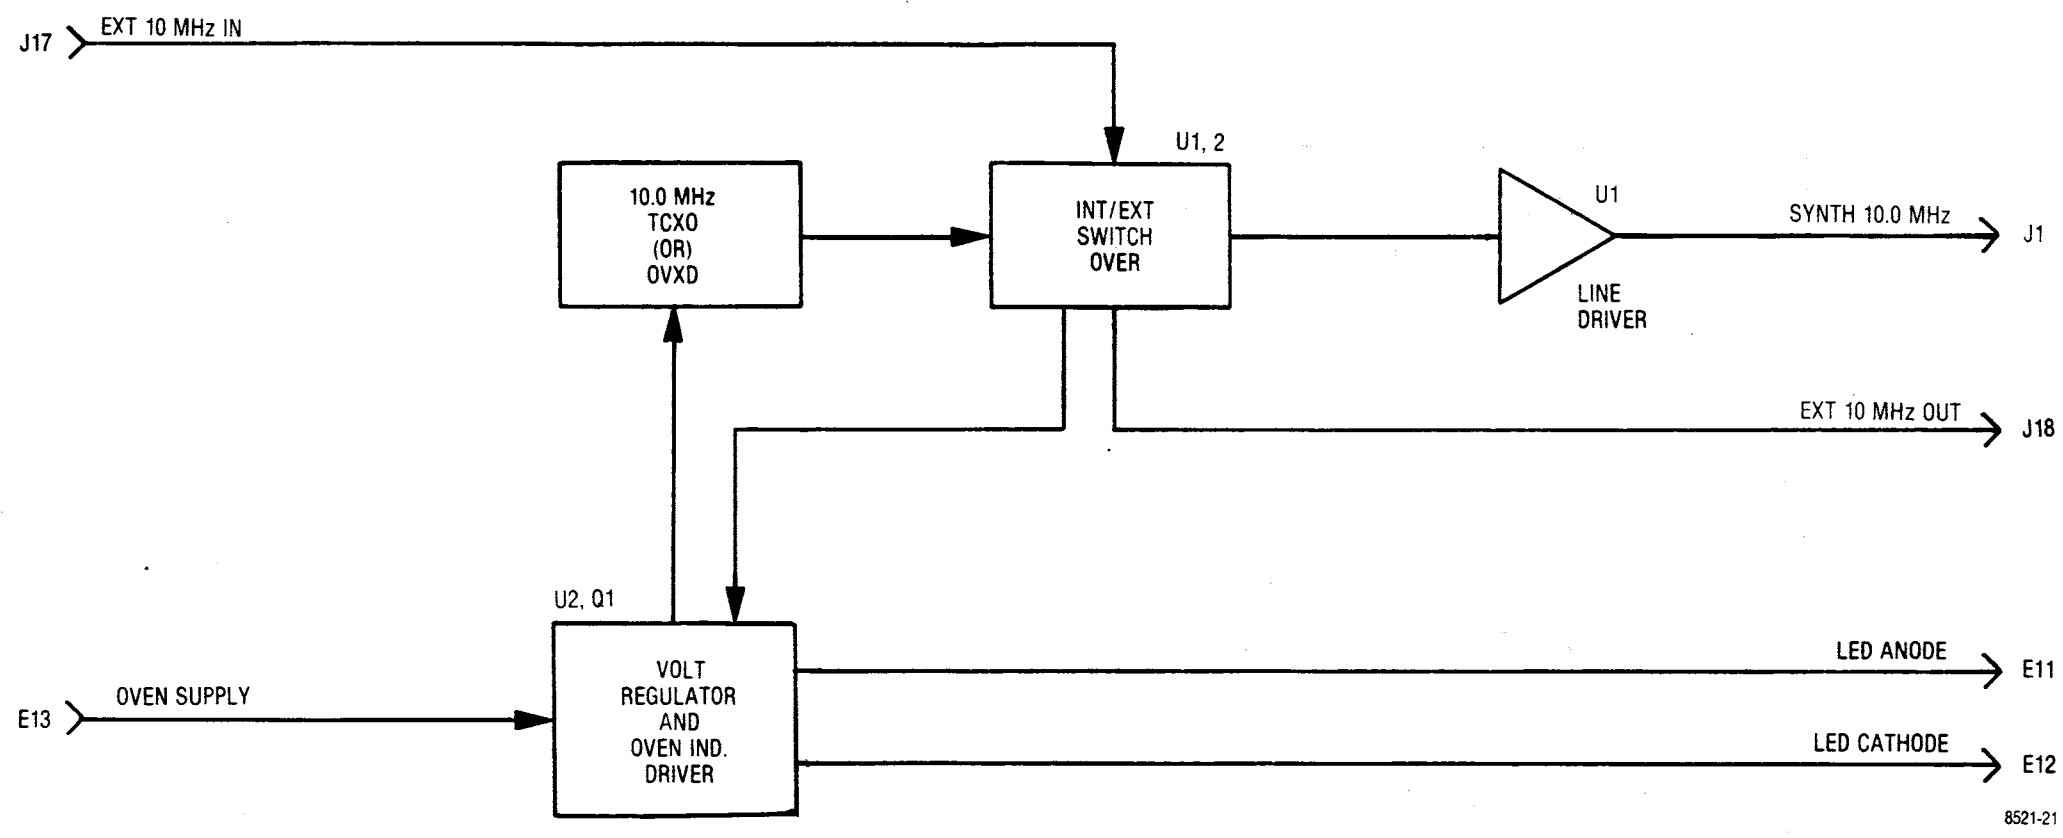 EXT 10 MHz IN
J17
U1, 2
10.0 MHz
TCXO
(OR)
OVXD
INT/EXT
SWITCH
OVER
U1
SYNTH 10.0 MHz
J1
LINE
DRIVER
EXT 10 MHz OUT
J18
U2, Q1
VOLT
REGULATOR
AND
OVEN IND.
DRIVER
OVEN SUPPLY
E13
LED ANODE
E11
LED CATHODE
E12
8521-21